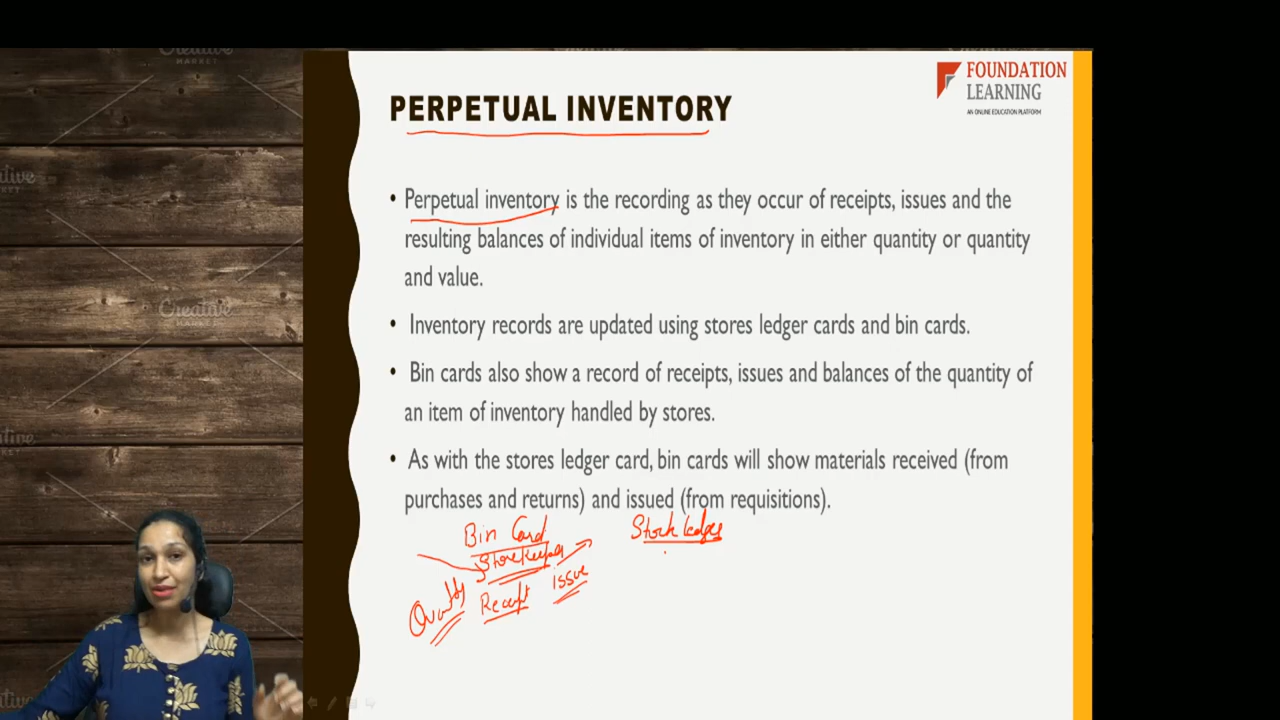 Creative
MARKET
FOUNDATION
LEARNING
AN ONLINE EDUCATION PLATFORM
PERPETUAL INVENTORY
• Perpetual inventory is the recording as they occur of receipts, issues and the
resulting balances of individual items of inventory in either quantity or quantity
and value.
• Inventory records are updated using stores ledger cards and bin cards.
• Bin cards also show a record of receipts, issues and balances of the quantity of
an item of inventory handled by stores.
• As with the stores ledger card, bin cards will show materials received (from
purchases and returns) and issued (from requisitions).
Bin Card
Stock ledger
Storekeeper
Quantity Receipt issue
Creative
MARKET